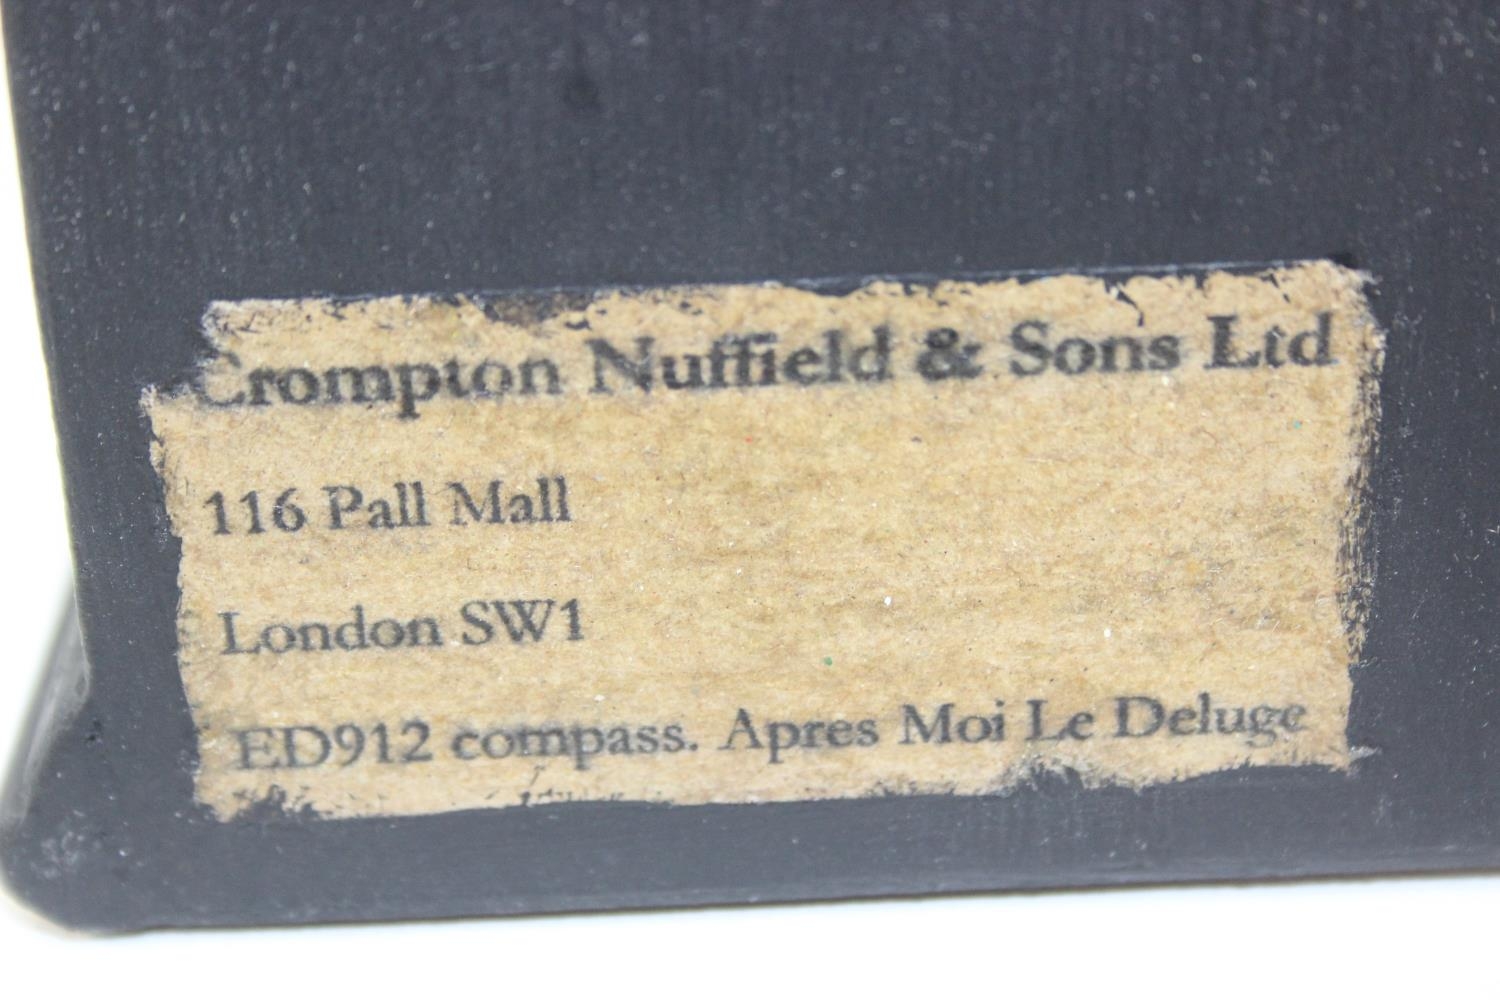 Crompton Nuffield & Sons Ltd
116 Pall Mall
London SW1
ED912 compass. Apres Moi Le Deluge